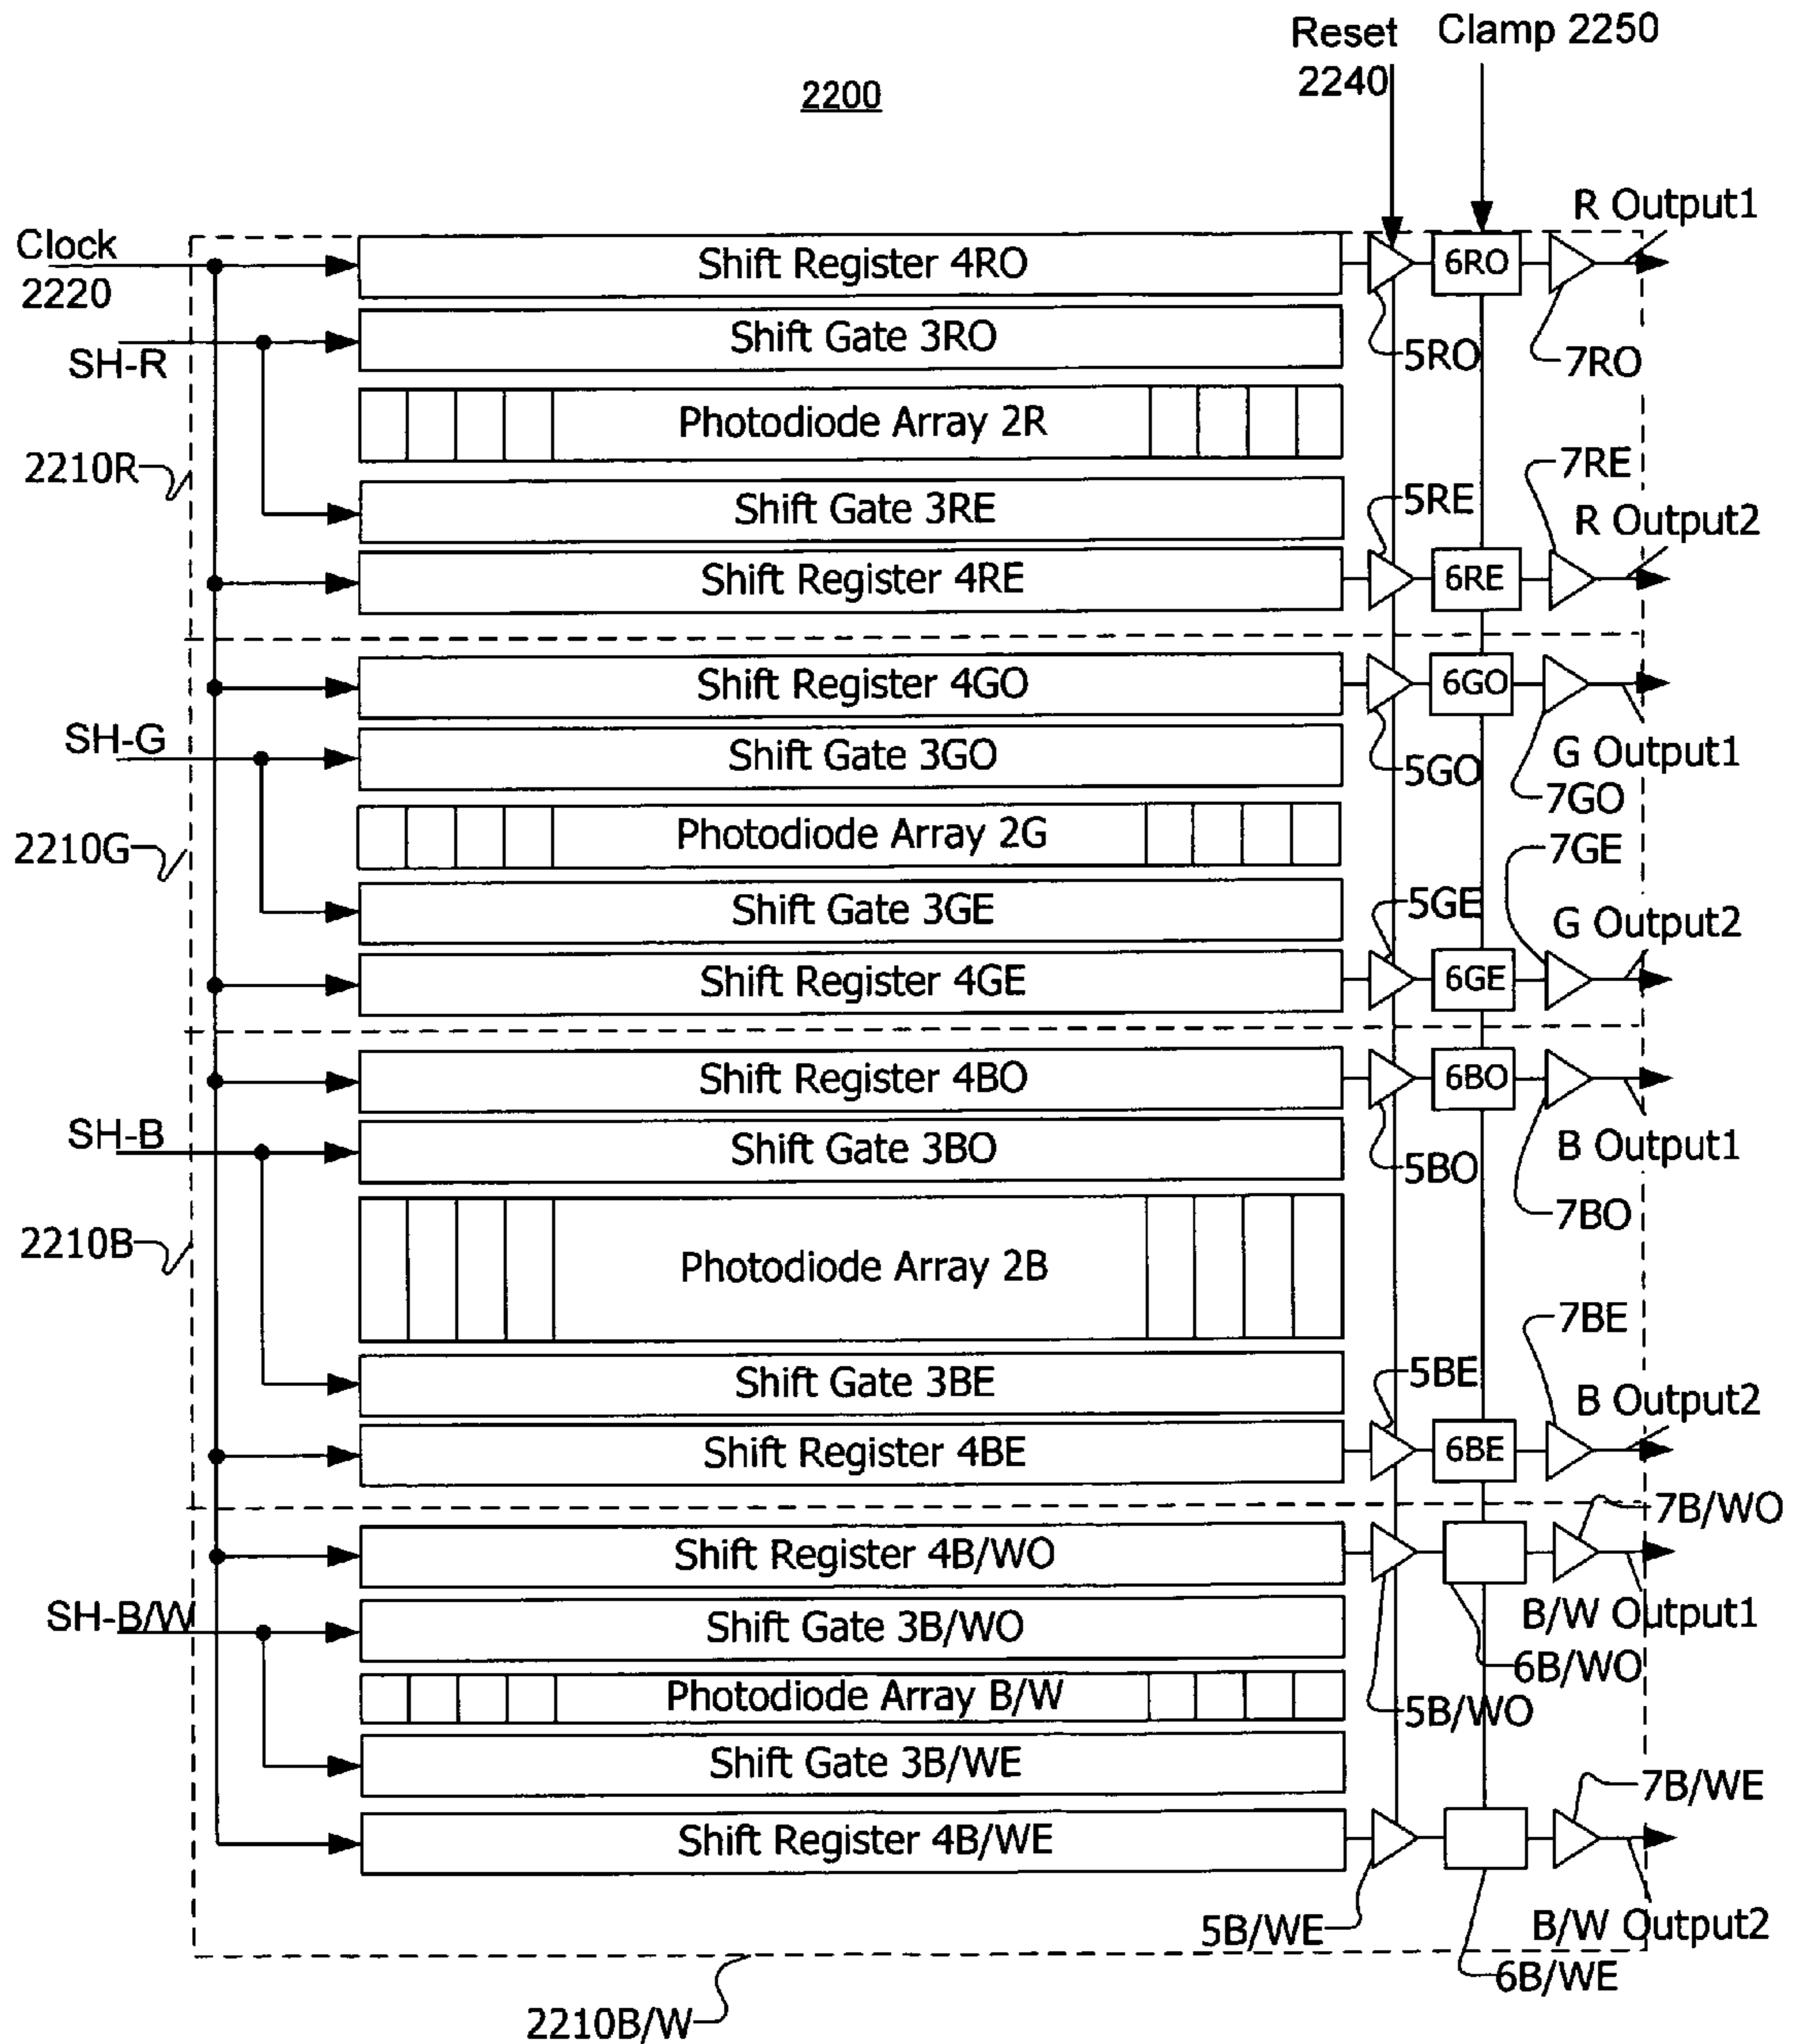 Reset
2240
Clamp 2250
2200
R Output1
Clock
2220
Shift Register 4RO
6RO
SH-R
Shift Gate 3RO
5RO
7RO
Photodiode Array 2R
2210R
7RE
5RE
Shift Gate 3RE
R Output2
Shift Register 4RE
6RE
Shift Register 4GO
6GO
SH-G
Shift Gate 3GO
5GO
G Output1
7GO
Photodiode Array 2G
2210G
7GE
Shift Gate 3GE
5GE
G Output2
Shift Register 4GE
6GE
Shift Register 4BO
6BO
SH-B
Shift Gate 3BO
5BO
B Output1
7BO
2210B
Photodiode Array 2B
7BE
Shift Gate 3BE
5BE
B Output2
Shift Register 4BE
6BE
7B/WO
Shift Register 4B/WO
SH-B/W
Shift Gate 3B/WO
B/W Output1
6B/WO
Photodiode Array B/W
5B/WO
Shift Gate 3B/WE
7B/WE
Shift Register 4B/WE
5B/WE
B/W Output2
6B/WE
2210B/W